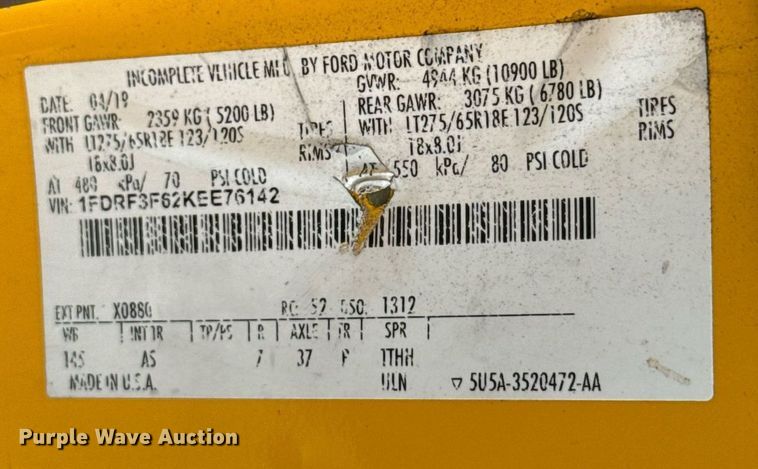 INCOMPLETE VEHICLE MFG BY FORD MOTOR COMPANY
DATE: 04/19 GVWR: 4944 KG (10900 LB)
FRONT GAWR: 2359 KG (5200 LB) REAR GAWR: 3075 KG (6780 LB)
WITH LT275/65R18E 123/120S TIRES WITH LT275/65R18E 123/120S TIRES
18x8.0J RIMS 18x8.0J RIMS
AT 480 kPa/ 70 PSI COLD AT 550 kPa/ 80 PSI COLD
VIN: 1FDRF3F62KEE76142
EXT PNT: RC: 52 DSO: 1312
WB INT TR TP/PS R AXLE TR SPR
145 AS 37 1THH
MADE IN U.S.A. ULN ▽ 5U5A-3520472-AA
Purple Wave Auction